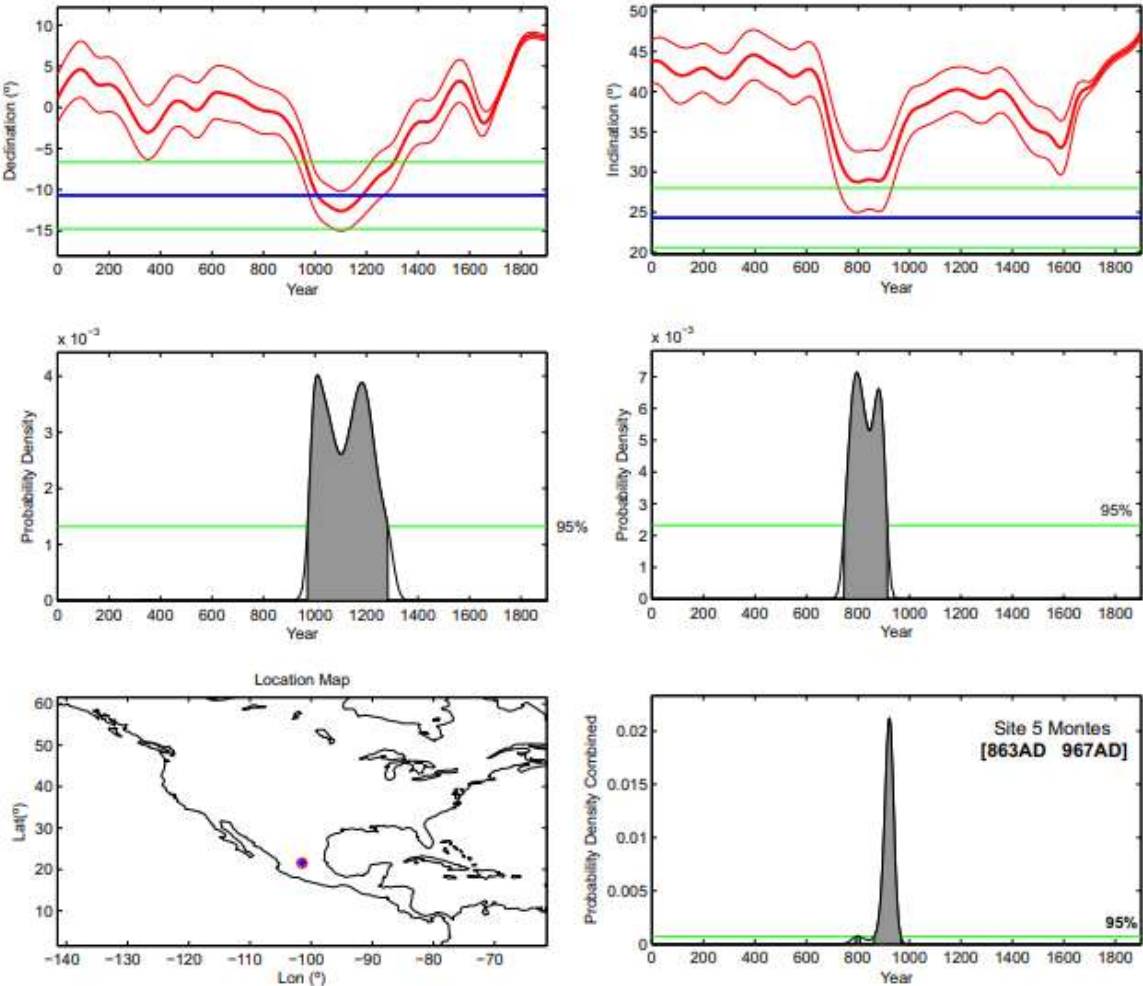 Declination (º)
10
5
0
−5
−10
−15
0 200 400 600 800 1000 1200 1400 1600 1800
Year
Inclination (º)
50
45
40
35
30
25
20
0 200 400 600 800 1000 1200 1400 1600 1800
Year
x 10⁻³
Probability Density
4
3
2
1
0
95%
0 200 400 600 800 1000 1200 1400 1600 1800
Year
x 10⁻³
Probability Density
7
6
5
4
3
2
1
0
95%
0 200 400 600 800 1000 1200 1400 1600 1800
Year
Location Map
Lat(º)
60
50
40
30
20
10
−140 −130 −120 −110 −100 −90 −80 −70
Lon (º)
Probability Density Combined
0.02
0.015
0.01
0.005
0
Site 5 Montes
[863AD 967AD]
95%
0 200 400 600 800 1000 1200 1400 1600 1800
Year